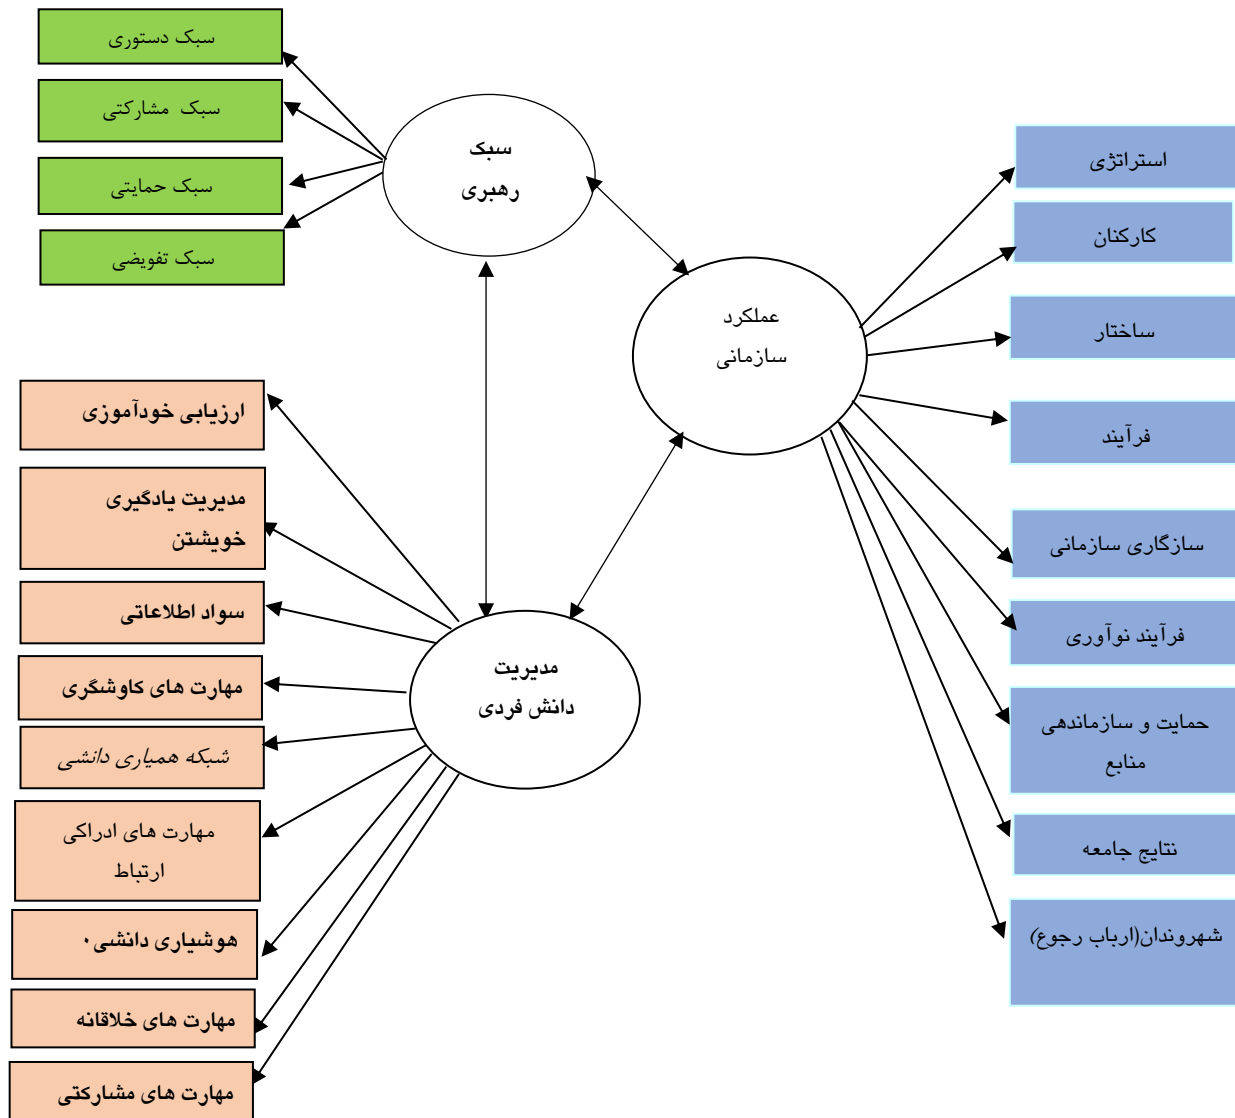 سبک دستوری
سبک مشارکتی
سبک حمایتی
سبک تفویضی
سبک
رهبری
عملکرد
سازمانی
استراتژی
کارکنان
ساختار
فرآیند
سازگاری سازمانی
فرآیند نوآوری
حمایت و سازماندهی
منابع
نتایج جامعه
شهروندان(ارباب رجوع)
مدیریت
دانش فردی
ارزیابی خودآموزی
مدیریت یادگیری
خویشتن
سواد اطلاعاتی
مهارت های کاوشگری
شبکه همیاری دانشی
مهارت های ادراکی
ارتباط
هوشیاری دانشی۰
مهارت های خلاقانه
مهارت های مشارکتی